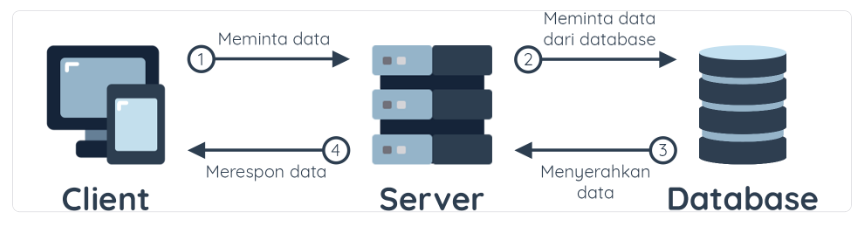 1
Meminta data
Meminta data
dari database
2
4
Merespon data
3
Menyerahkan
data
Client
Server
Database